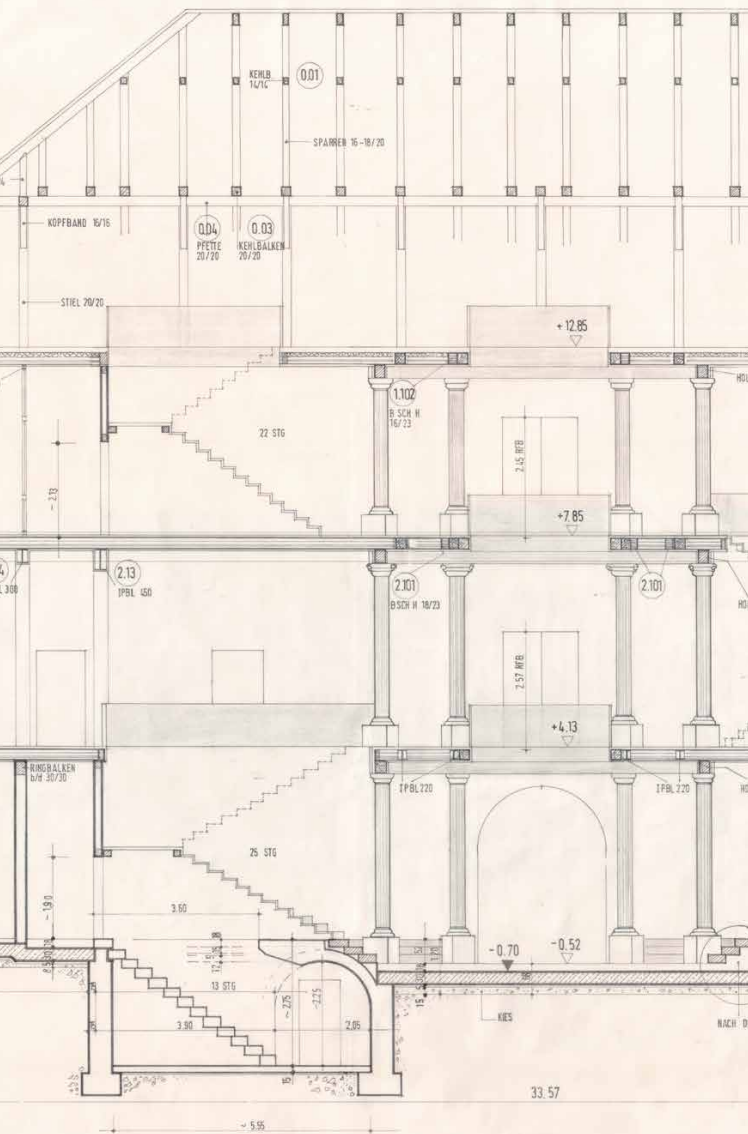 KEHLB.
14/14
0.01
SPARREN 16-18/20
KOPFBAND 16/16
0.04
PFETTE
20/20
0.03
KEHLBALKEN
20/20
STIEL 20/20
+ 12.85
1.102
B SCH H
16/23
22 STG
2.45 RFB
~ 2.13
+7.85
2.13
IPBL 450
2.101
BSCH H 18/23
2.101
2.57 RFB
+4.13
RINGBALKEN
b/d 30/30
IPBL 220
IPBL 220
25 STG
~ 1.90
3.60
-0.70
-0.52
13 STG
~ 2.75
~2.25
3.90
2.05
15
15
KIES
NACH D
33.57
~ 5.55